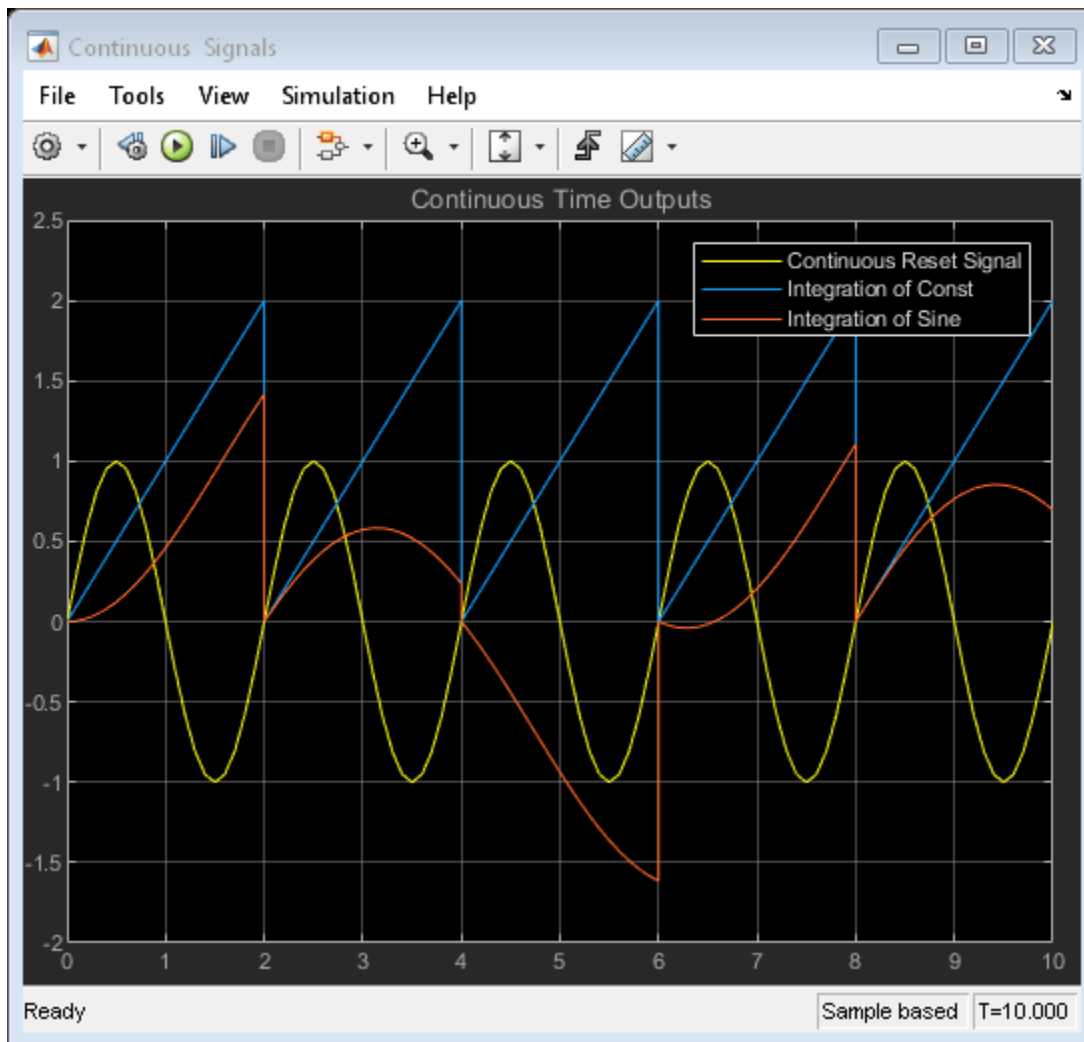 Continuous Signals
File Tools View Simulation Help
Continuous Time Outputs
2.5
2
1.5
1
0.5
0
-0.5
-1
-1.5
-2
Continuous Reset Signal
Integration of Const
Integration of Sine
0 1 2 3 4 5 6 7 8 9 10
Ready Sample based T=10.000